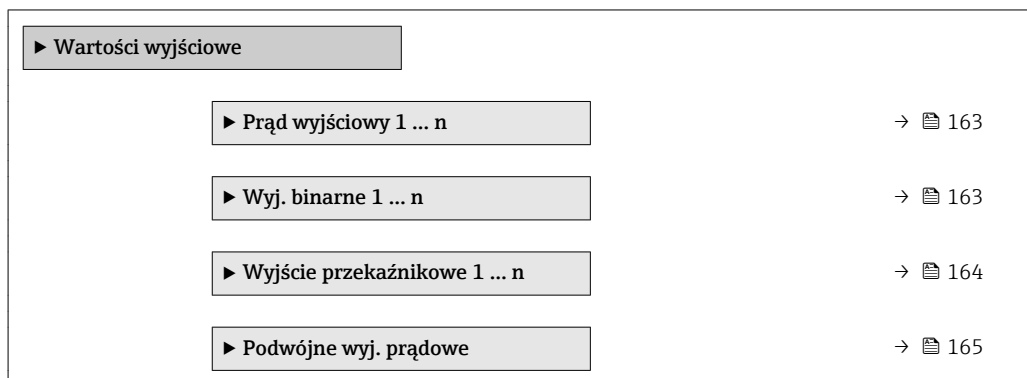 ▶ Wartości wyjściowe
▶ Prąd wyjściowy 1 … n → 163
▶ Wyj. binarne 1 … n → 163
▶ Wyjście przekaźnikowe 1 … n → 164
▶ Podwójne wyj. prądowe → 165